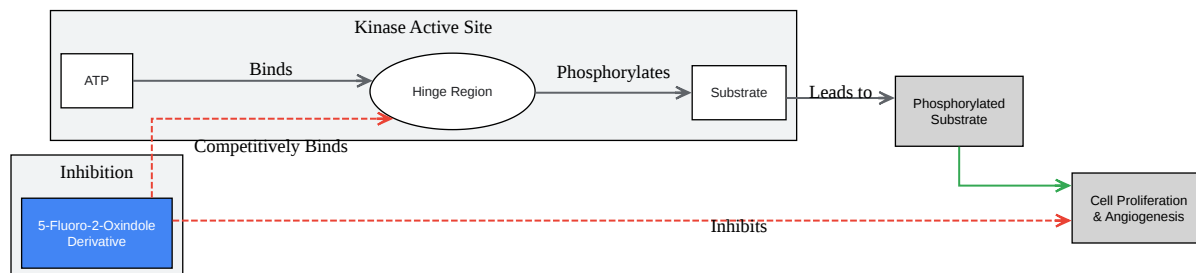 Kinase Active Site
ATP
Binds
Hinge Region
Phosphorylates
Substrate
Leads to
Phosphorylated
Substrate
Competitively Binds
Inhibition
5-Fluoro-2-Oxindole
Derivative
Inhibits
Cell Proliferation
& Angiogenesis